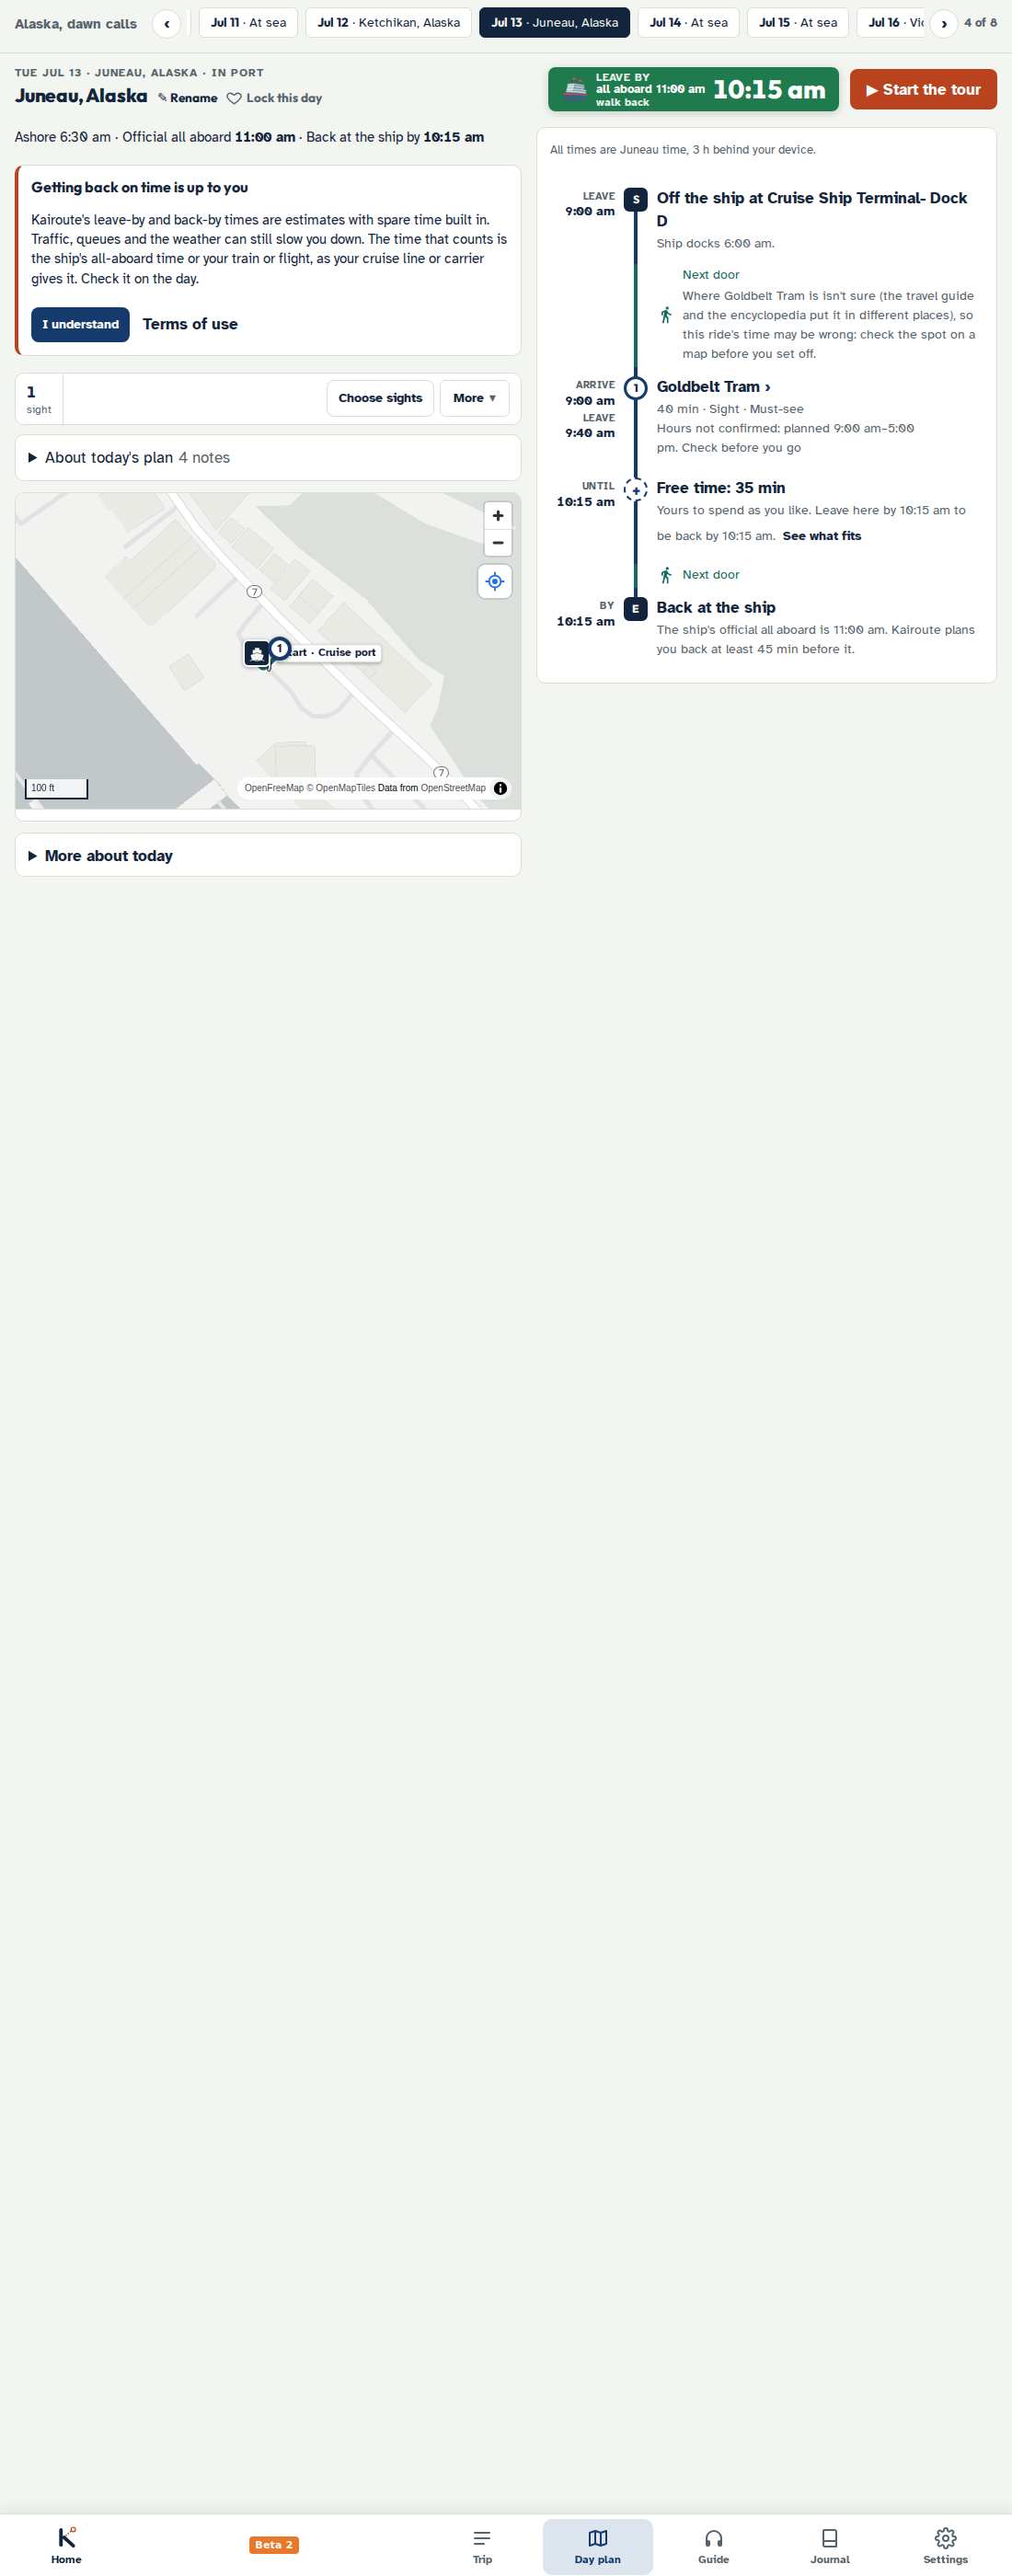 Alaska, dawn calls
‹
Jul 11 · At sea
Jul 12 · Ketchikan, Alaska
Jul 13 · Juneau, Alaska
Jul 14 · At sea
Jul 15 · At sea
Jul 16 ·
›
4 of 8
TUE JUL 13 · JUNEAU, ALASKA · IN PORT
Juneau, Alaska
✎ Rename
Lock this day
LEAVE BY
all aboard 11:00 am
walk back
10:15 am
▶ Start the tour
Ashore 6:30 am · Official all aboard 11:00 am · Back at the ship by 10:15 am
Getting back on time is up to you
Kairoute's leave-by and back-by times are estimates with spare time built in.
Traffic, queues and the weather can still slow you down. The time that counts is
the ship's all-aboard time or your train or flight, as your cruise line or carrier
gives it. Check it on the day.
I understand
Terms of use
1
sight
Choose sights
More ▼
▶ About today's plan 4 notes
+
−
7
1
art · Cruise port
7
100 ft
OpenFreeMap © OpenMapTiles Data from OpenStreetMap
▶ More about today
All times are Juneau time, 3 h behind your device.
LEAVE
9:00 am
S
Off the ship at Cruise Ship Terminal- Dock
D
Ship docks 6:00 am.
Next door
Where Goldbelt Tram is isn't sure (the travel guide
and the encyclopedia put it in different places), so
this ride's time may be wrong: check the spot on a
map before you set off.
ARRIVE
9:00 am
LEAVE
9:40 am
1
Goldbelt Tram ›
40 min · Sight · Must-see
Hours not confirmed: planned 9:00 am–5:00
pm. Check before you go
UNTIL
10:15 am
+
Free time: 35 min
Yours to spend as you like. Leave here by 10:15 am to
be back by 10:15 am. See what fits
Next door
BY
10:15 am
E
Back at the ship
The ship's official all aboard is 11:00 am. Kairoute plans
you back at least 45 min before it.
Home
Beta 2
Trip
Day plan
Guide
Journal
Settings